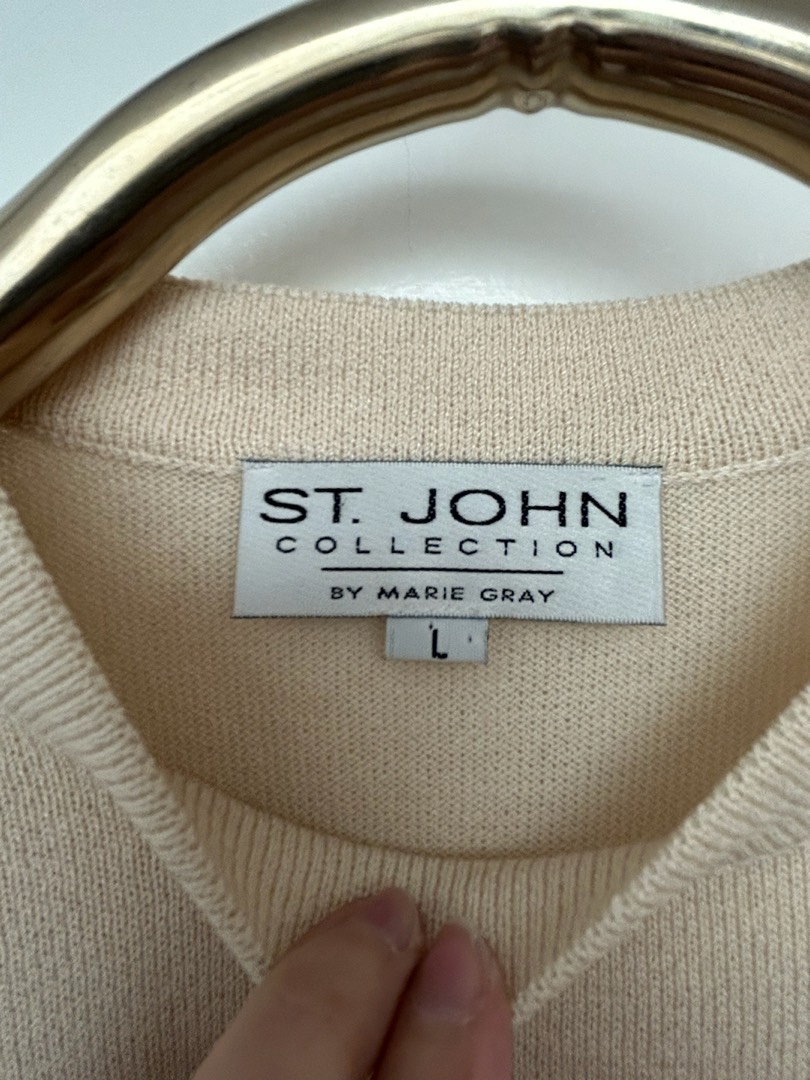 ST. JOHN
COLLECTION
BY MARIE GRAY
L